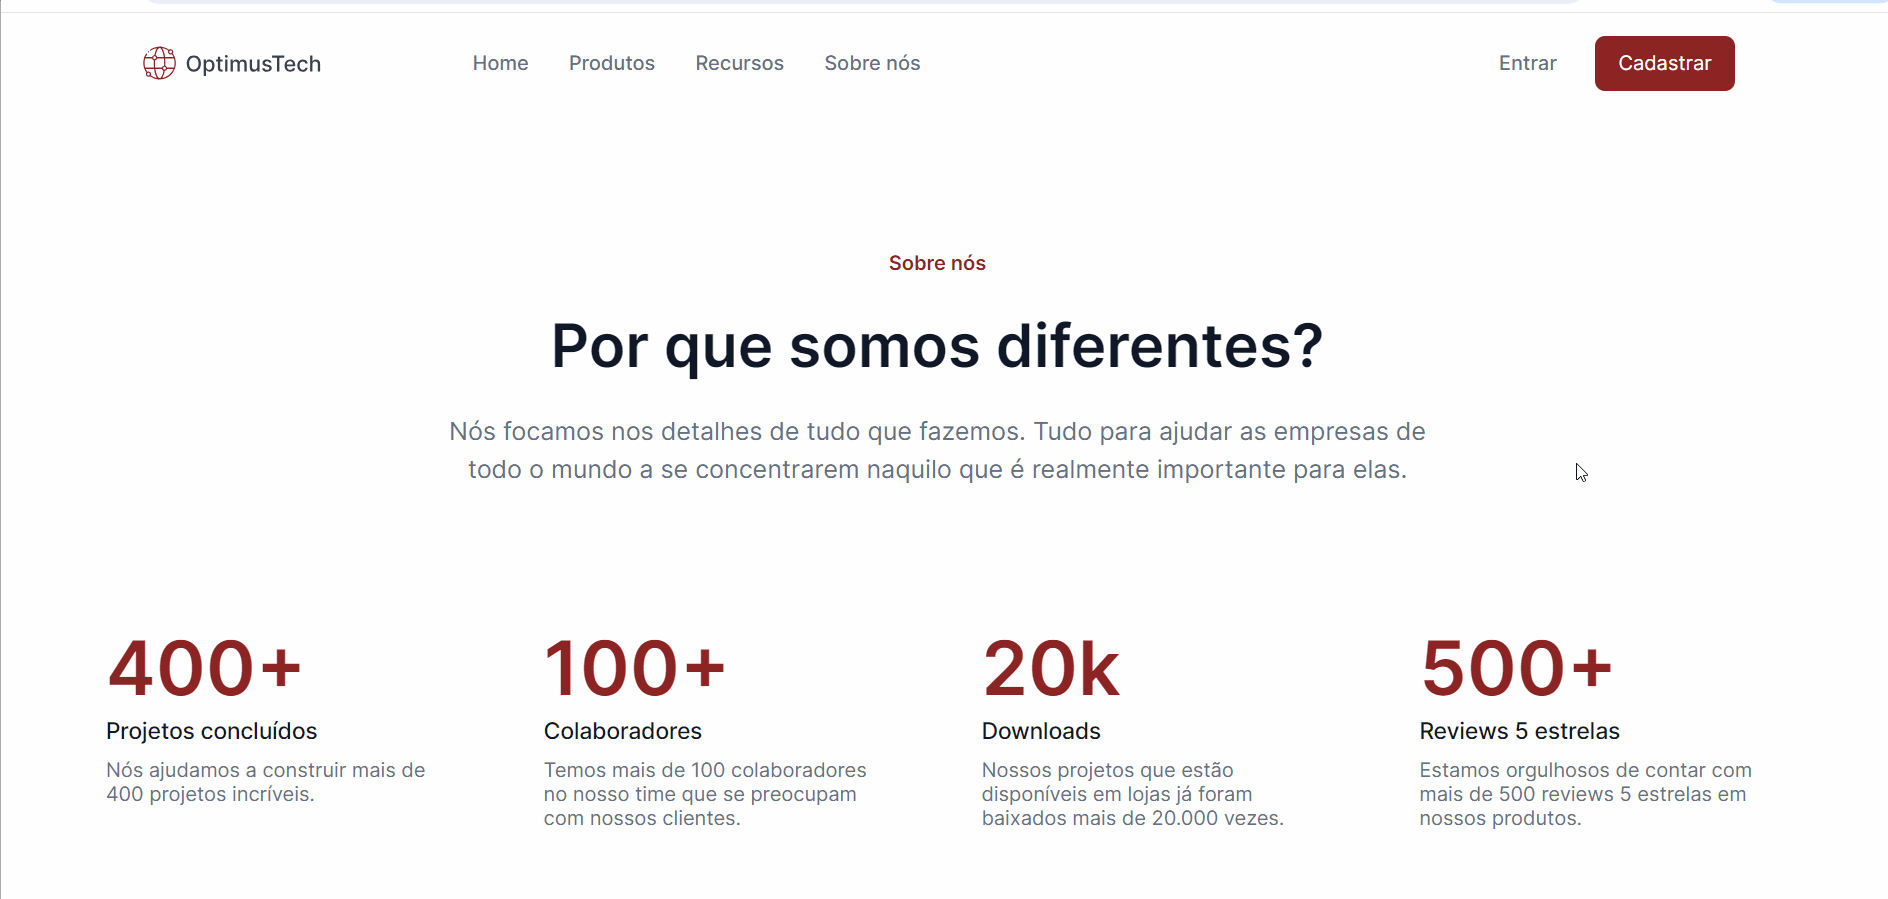 OptimusTech Home Produtos Recursos Sobre nós Entrar Cadastrar
Sobre nós
Por que somos diferentes?
Nós focamos nos detalhes de tudo que fazemos. Tudo para ajudar as empresas de
todo o mundo a se concentrarem naquilo que é realmente importante para elas.
400+
Projetos concluídos
Nós ajudamos a construir mais de
400 projetos incríveis.
100+
Colaboradores
Temos mais de 100 colaboradores
no nosso time que se preocupam
com nossos clientes.
20k
Downloads
Nossos projetos que estão
disponíveis em lojas já foram
baixados mais de 20.000 vezes.
500+
Reviews 5 estrelas
Estamos orgulhosos de contar com
mais de 500 reviews 5 estrelas em
nossos produtos.